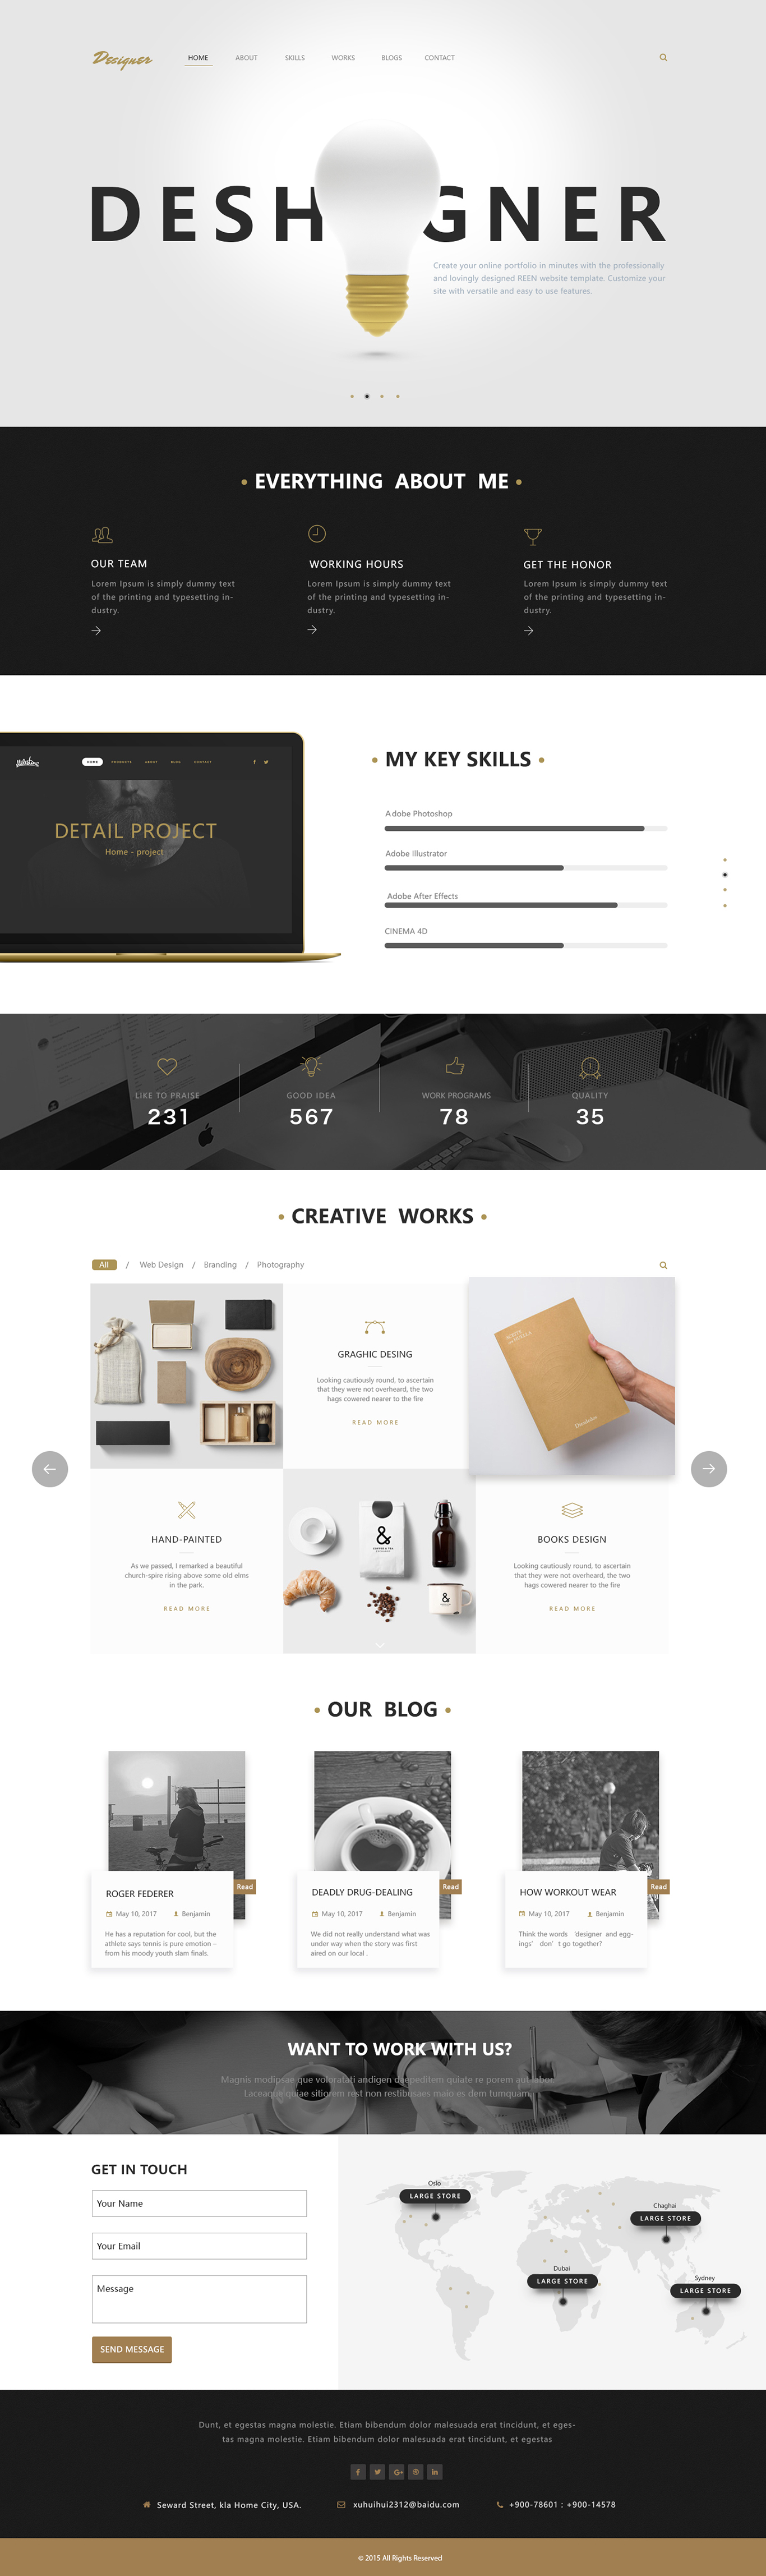 Designer
HOME ABOUT SKILLS WORKS BLOGS CONTACT
DESH GNER
Create your online portfolio in minutes with the professionally
and lovingly designed REEN website template. Customize your
site with versatile and easy to use features.
EVERYTHING ABOUT ME
OUR TEAM
Lorem Ipsum is simply dummy text
of the printing and typesetting in-
dustry.
WORKING HOURS
Lorem Ipsum is simply dummy text
of the printing and typesetting in-
dustry.
GET THE HONOR
Lorem Ipsum is simply dummy text
of the printing and typesetting in-
dustry.
HOME PRODUCTS ABOUT BLOG CONTACT
DETAIL PROJECT
Home - project
MY KEY SKILLS
Adobe Photoshop
Adobe Illustrator
Adobe After Effects
CINEMA 4D
LIKE TO PRAISE
231
GOOD IDEA
567
WORK PROGRAMS
78
1
QUALITY
35
CREATIVE WORKS
All / Web Design / Branding / Photography
GRAGHIC DESING
Looking cautiously round, to ascertain
that they were not overheard, the two
hags cowered nearer to the fire
READ MORE
HAND-PAINTED
As we passed, I remarked a beautiful
church-spire rising above some old elms
in the park.
READ MORE
&
&
BOOKS DESIGN
Looking cautiously round, to ascertain
that they were not overheard, the two
hags cowered nearer to the fire
READ MORE
OUR BLOG
Read
ROGER FEDERER
May 10, 2017 Benjamin
He has a reputation for cool, but the
athlete says tennis is pure emotion –
from his moody youth slam finals.
Read
DEADLY DRUG-DEALING
May 10, 2017 Benjamin
We did not really understand what was
under way when the story was first
aired on our local .
Read
HOW WORKOUT WEAR
May 10, 2017 Benjamin
Think the words 'designer and egg-
ings' don' t go together?
WANT TO WORK WITH US?
Magnis modipsae que voloratati andigen daepeditem quiate re porem aut labor.
Laceaque quiae sitiorem rest non restibusaes maio es dem tumquam
GET IN TOUCH
Your Name
Your Email
Message
SEND MESSAGE
Oslo
LARGE STORE
Chaghai
LARGE STORE
Dubai
LARGE STORE
Sydney
LARGE STORE
Dunt, et egestas magna molestie. Etiam bibendum dolor malesuada erat tincidunt, et eges-
tas magna molestie. Etiam bibendum dolor malesuada erat tincidunt, et egestas
f G+ in
Seward Street, kla Home City, USA. xuhuihui2312@baidu.com +900-78601 : +900-14578
© 2015 All Rights Reserved